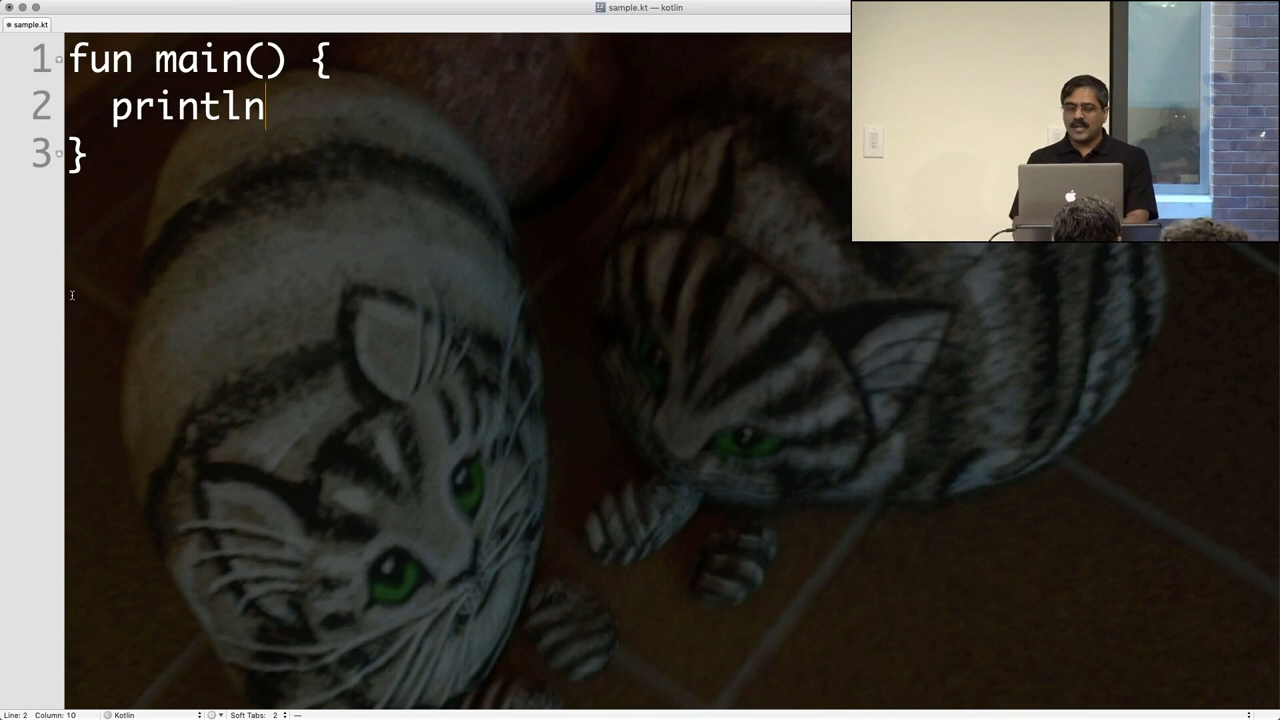 sample.kt — kotlin
sample.kt
1 fun main() {
2   println
3 }
Line: 2 Column: 10 Kotlin Soft Tabs: 2 —